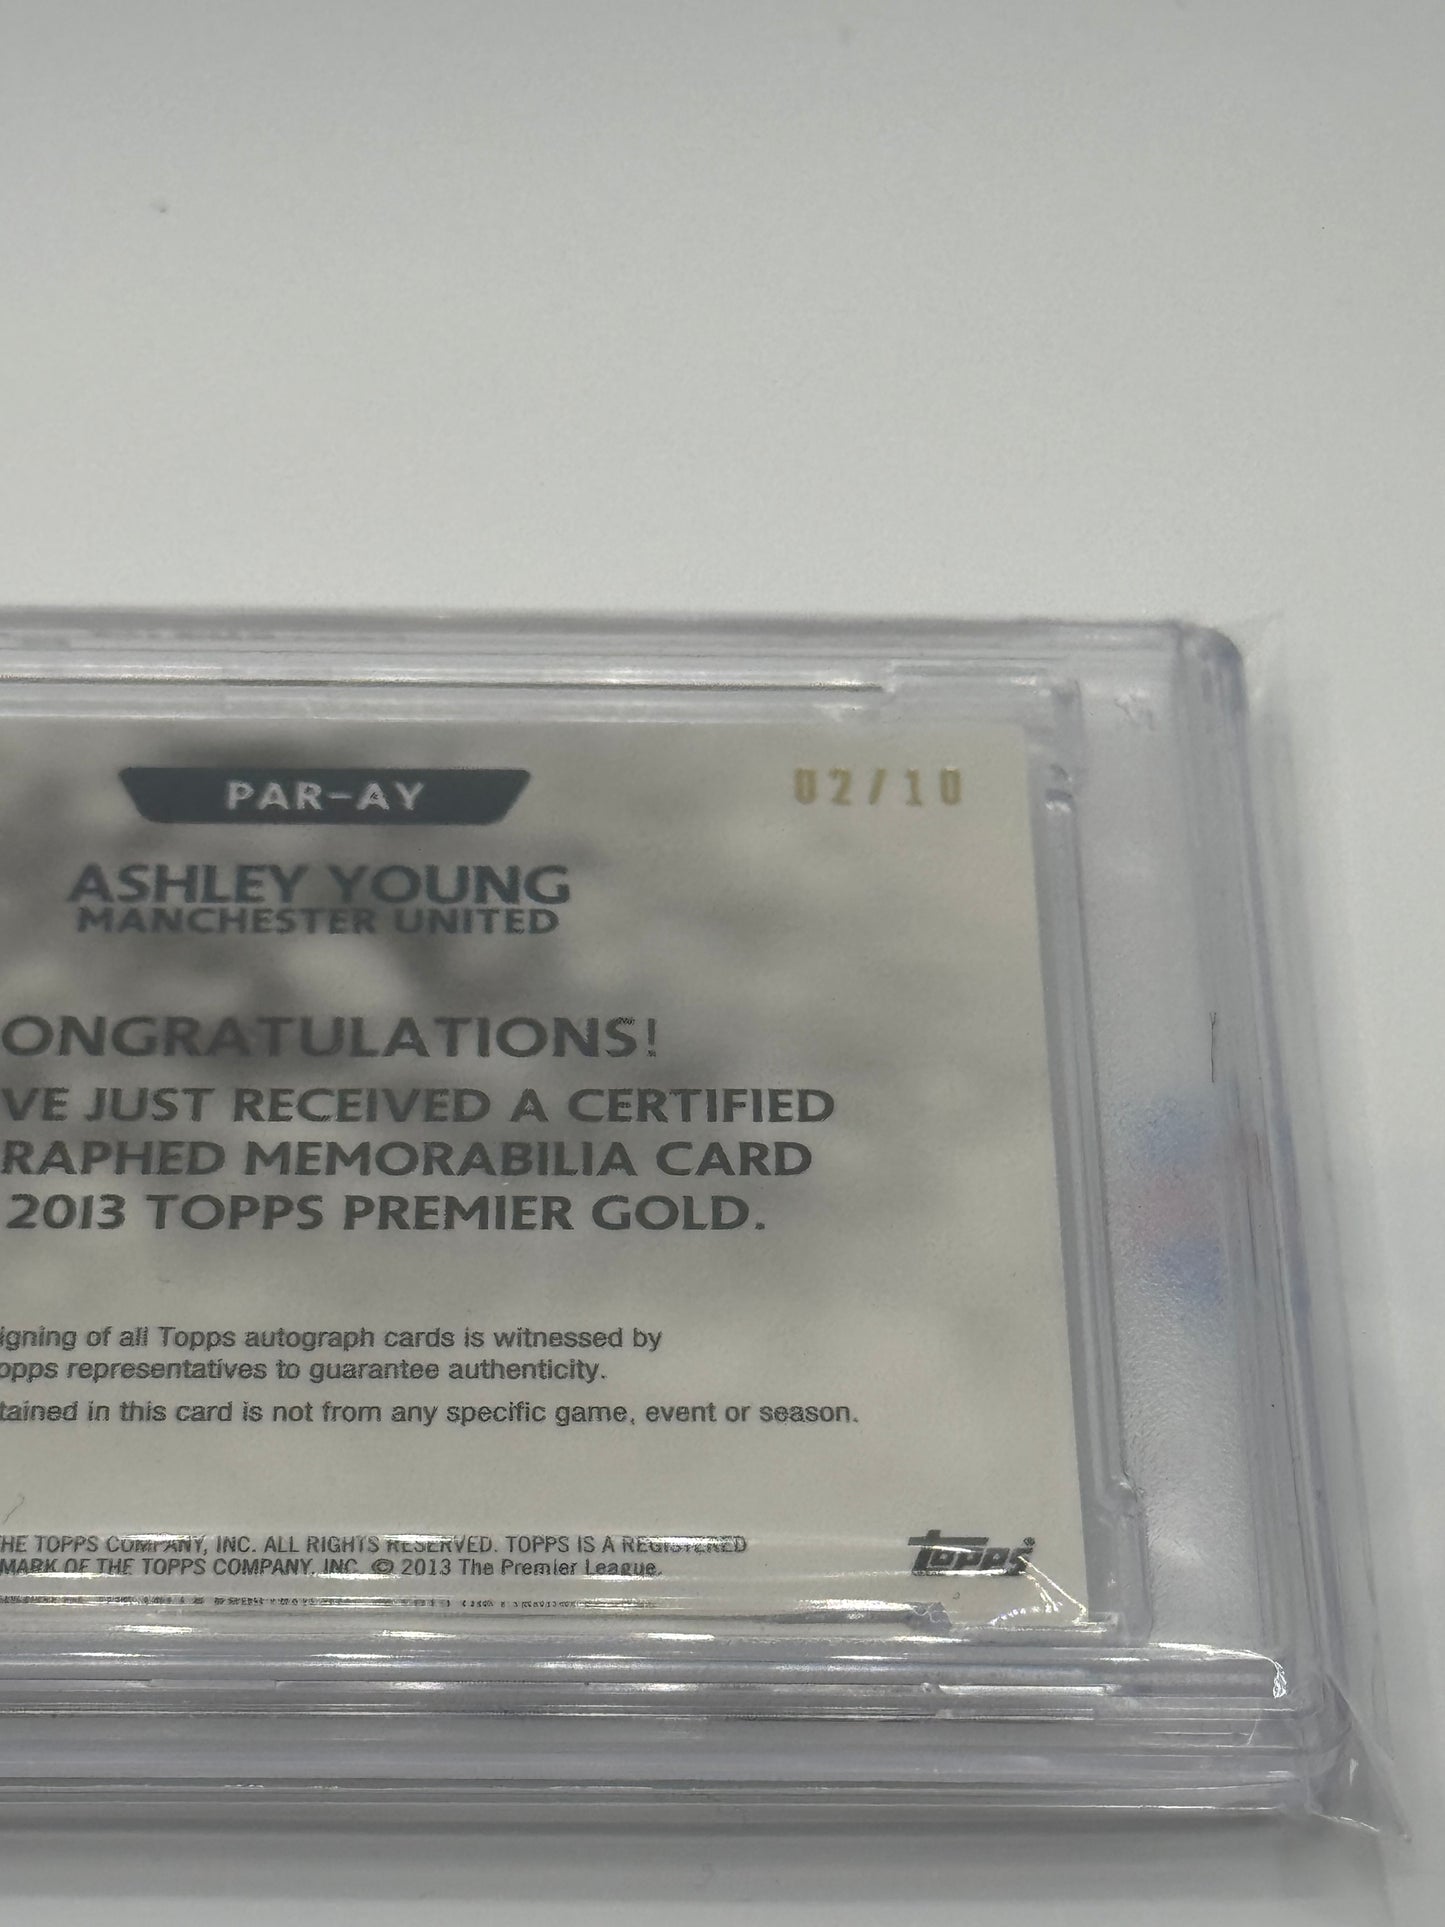 PAR-AY
02/10
ASHLEY YOUNG
MANCHESTER UNITED
ONGRATULATIONS!
VE JUST RECEIVED A CERTIFIED
RAPHED MEMORABILIA CARD
2013 TOPPS PREMIER GOLD.
igning of all Topps autograph cards is witnessed by
opps representatives to guarantee authenticity.
tained in this card is not from any specific game, event or season.
HE TOPPS COMPANY, INC. ALL RIGHTS RESERVED. TOPPS IS A REGISTERED
MARK OF THE TOPPS COMPANY, INC. © 2013 The Premier League.
topps